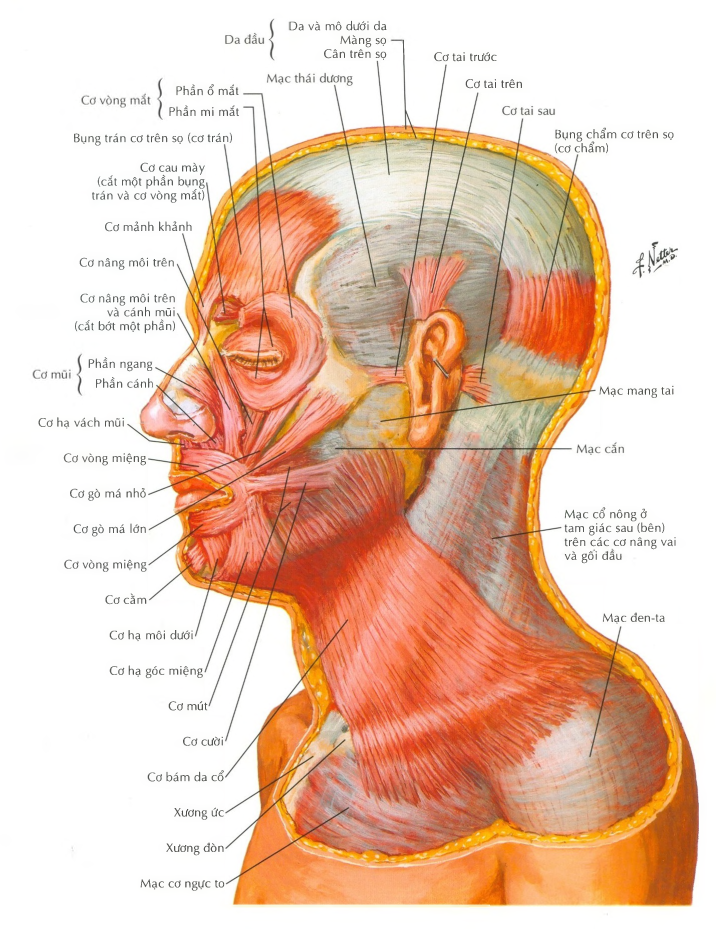 Da đầu
Da và mô dưới da
Màng sọ
Cân trên sọ
Mạc thái dương
Cơ tai trước
Cơ tai trên
Cơ tai sau
Bụng chẩm cơ trên sọ
(cơ chẩm)
Cơ vòng mắt
Phần ổ mắt
Phần mi mắt
Bụng trán cơ trên sọ (cơ trán)
Cơ cau mày
(cắt một phần bụng
trán và cơ vòng mắt)
Cơ mảnh khảnh
Cơ nâng môi trên
Cơ nâng môi trên
và cánh mũi
(cắt bớt một phần)
Cơ mũi
Phần ngang
Phần cánh
Cơ hạ vách mũi
Cơ vòng miệng
Cơ gò má nhỏ
Cơ gò má lớn
Cơ vòng miệng
Cơ cằm
Cơ hạ môi dưới
Cơ hạ góc miệng
Cơ mút
Cơ cười
Cơ bám da cổ
Xương ức
Xương đòn
Mạc cơ ngực to
Mạc mang tai
Mạc cắn
Mạc cổ nông ở
tam giác sau (bên)
trên các cơ nâng vai
và gối đầu
Mạc đen-ta
F. Netter
M.D.